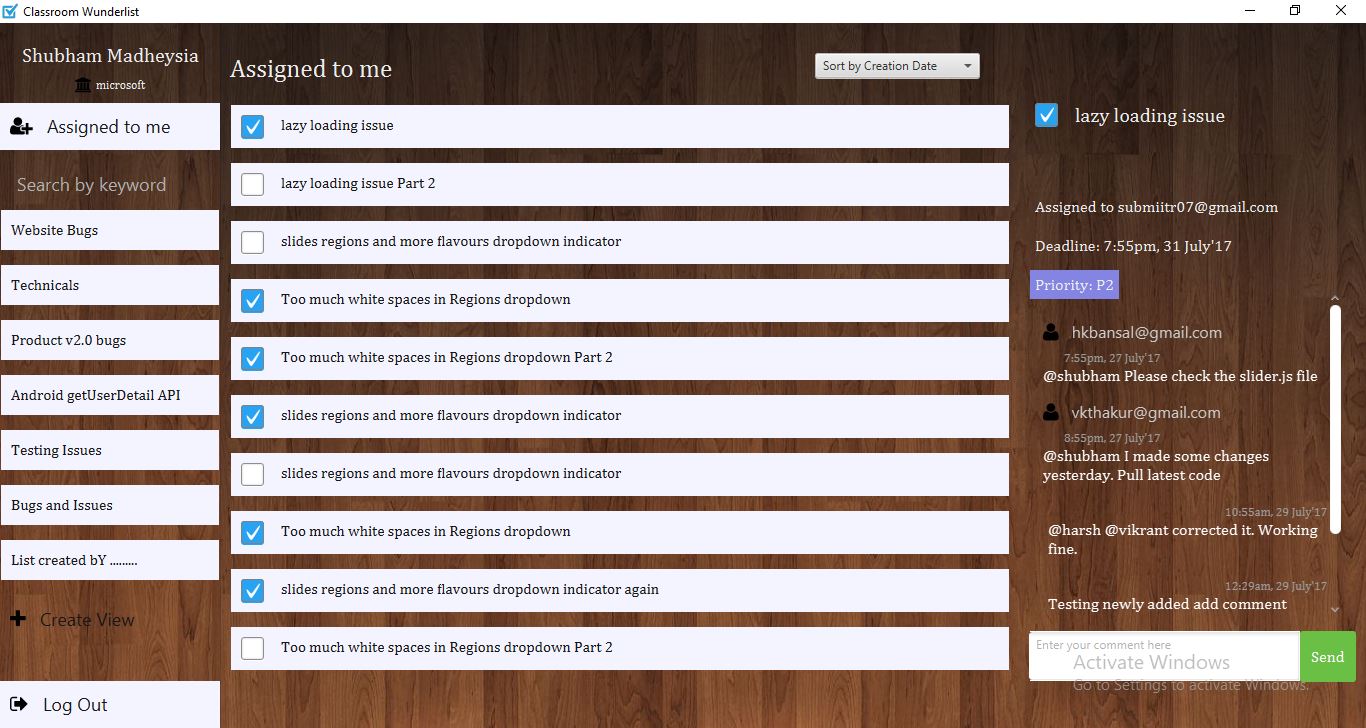 Classroom Wunderlist
Shubham Madheysia
microsoft
Assigned to me
Search by keyword
Website Bugs
Technicals
Product v2.0 bugs
Android getUserDetail API
Testing Issues
Bugs and Issues
List created bY .........
Create View
Log Out
Assigned to me
Sort by Creation Date
lazy loading issue
lazy loading issue Part 2
slides regions and more flavours dropdown indicator
Too much white spaces in Regions dropdown
Too much white spaces in Regions dropdown Part 2
slides regions and more flavours dropdown indicator
slides regions and more flavours dropdown indicator
Too much white spaces in Regions dropdown
slides regions and more flavours dropdown indicator again
Too much white spaces in Regions dropdown Part 2
lazy loading issue
Assigned to submiitr07@gmail.com
Deadline: 7:55pm, 31 July'17
Priority: P2
hkbansal@gmail.com
7:55pm, 27 July'17
@shubham Please check the slider.js file
vkthakur@gmail.com
8:55pm, 27 July'17
@shubham I made some changes
yesterday. Pull latest code
10:55am, 29 July'17
@harsh @vikrant corrected it. Working
fine.
12:29am, 29 July'17
Testing newly added add comment
Enter your comment here
Send
Activate Windows
Go to Settings to activate Windows.